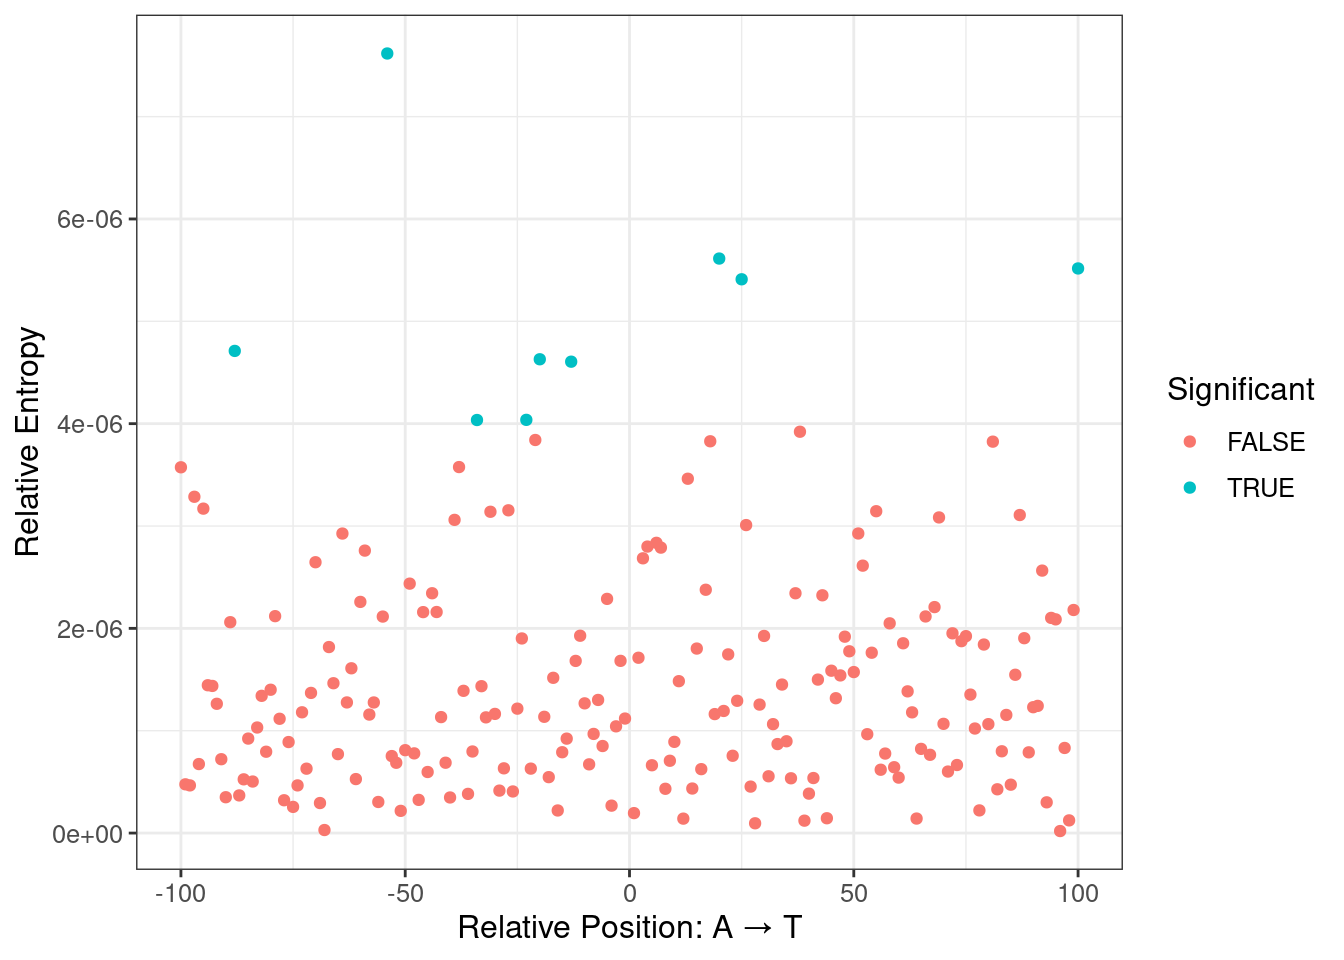 6e-06
4e-06
2e-06
0e+00
Relative Entropy
-100
-50
0
50
100
Relative Position: A → T
Significant
FALSE
TRUE